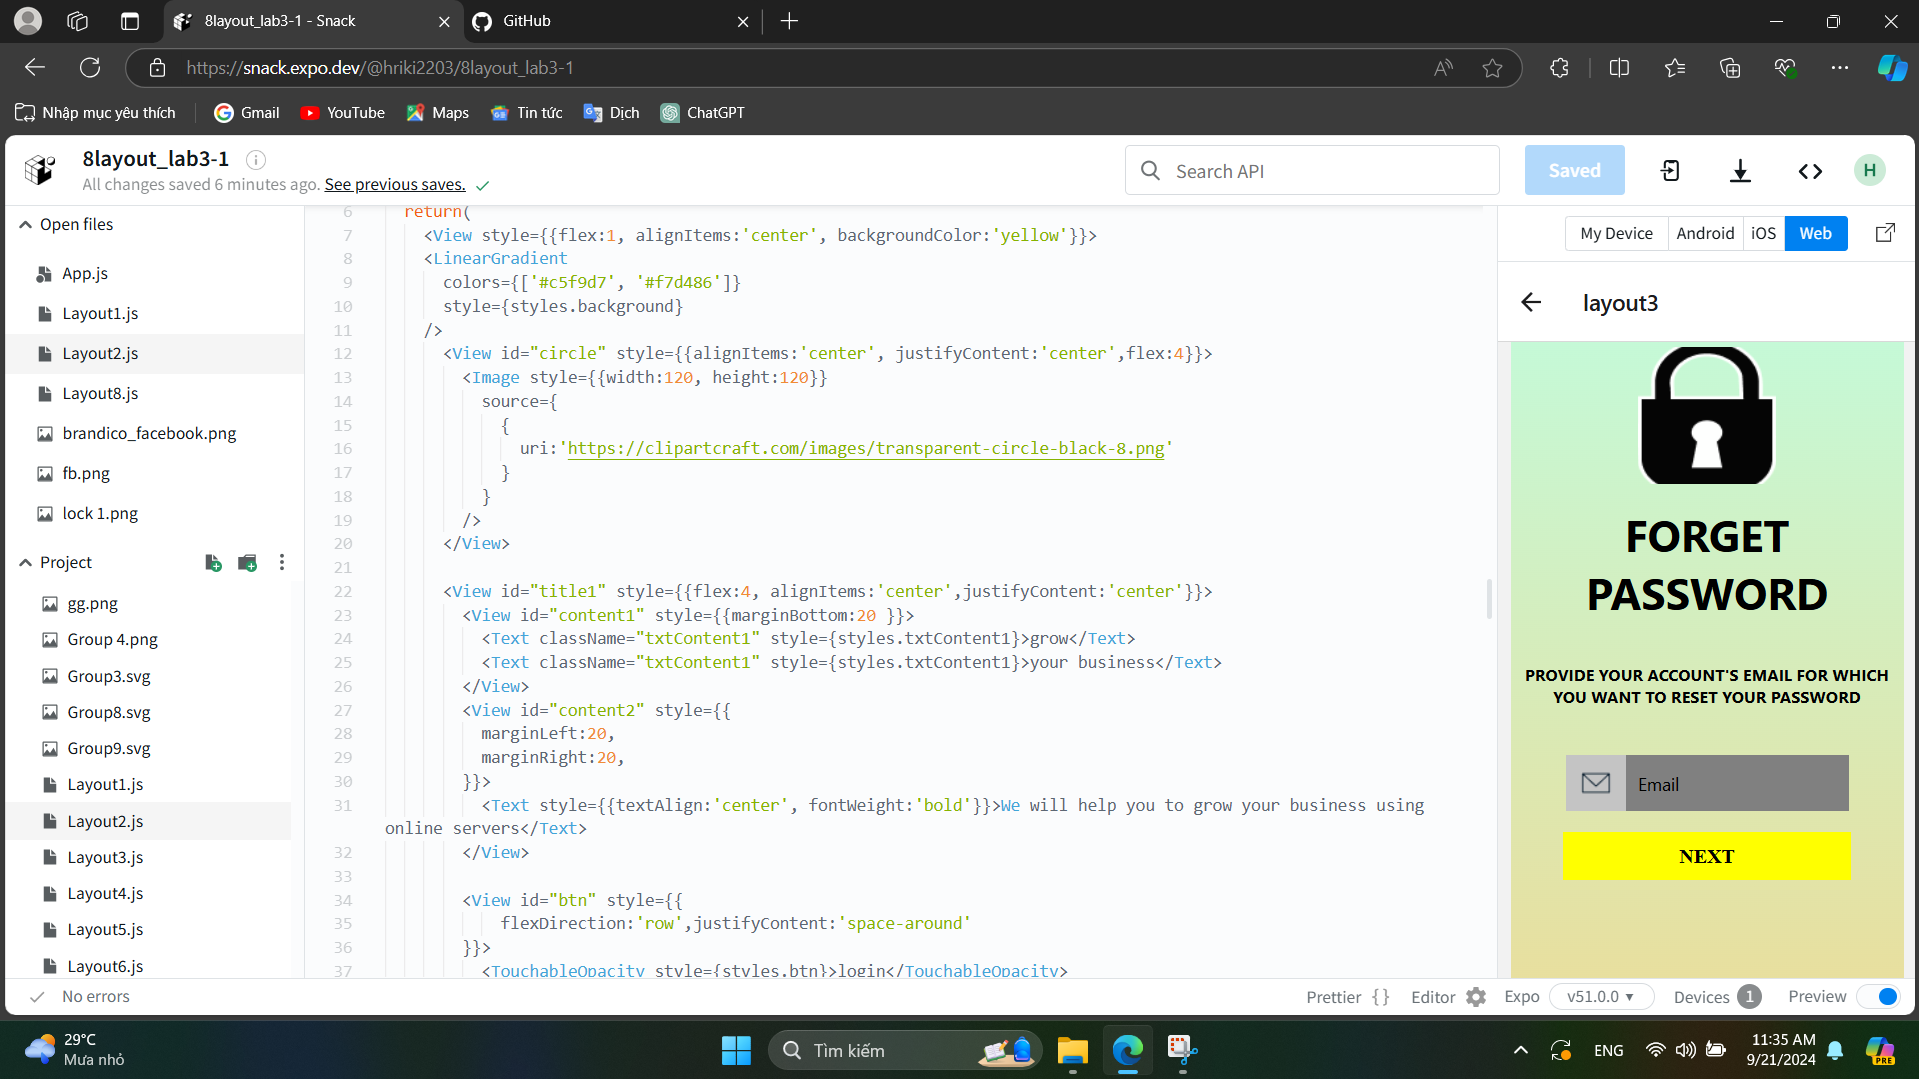 8layout_lab3-1 - Snack
GitHub
https://snack.expo.dev/@hriki2203/8layout_lab3-1
Nhập mục yêu thích
Gmail
YouTube
Maps
Tin tức
Dịch
ChatGPT
8layout_lab3-1
All changes saved 6 minutes ago. See previous saves.
Search API
Saved
H
Open files
App.js
Layout1.js
Layout2.js
Layout8.js
brandico_facebook.png
fb.png
lock 1.png
Project
gg.png
Group 4.png
Group3.svg
Group8.svg
Group9.svg
Layout1.js
Layout2.js
Layout3.js
Layout4.js
Layout5.js
Layout6.js
6 return(
7 <View style={{flex:1, alignItems:'center', backgroundColor:'yellow'}}>
8 <LinearGradient
9 colors={['#c5f9d7', '#f7d486']}
10 style={styles.background}
11 />
12 <View id="circle" style={{alignItems:'center', justifyContent:'center',flex:4}}>
13 <Image style={{width:120, height:120}}
14 source={
15 {
16 uri:'https://clipartcraft.com/images/transparent-circle-black-8.png'
17 }
18 }
19 />
20 </View>
21
22 <View id="title1" style={{flex:4, alignItems:'center',justifyContent:'center'}}>
23 <View id="content1" style={{marginBottom:20 }}>
24 <Text className="txtContent1" style={styles.txtContent1}>grow</Text>
25 <Text className="txtContent1" style={styles.txtContent1}>your business</Text>
26 </View>
27 <View id="content2" style={{
28 marginLeft:20,
29 marginRight:20,
30 }}>
31 <Text style={{textAlign:'center', fontWeight:'bold'}}>We will help you to grow your business using
online servers</Text>
32 </View>
33
34 <View id="btn" style={{
35 flexDirection:'row',justifyContent:'space-around'
36 }}>
37 <TouchableOpacity style={styles.btn}>login</TouchableOpacity>
My Device
Android
iOS
Web
layout3
FORGET
PASSWORD
PROVIDE YOUR ACCOUNT'S EMAIL FOR WHICH
YOU WANT TO RESET YOUR PASSWORD
Email
NEXT
No errors
Prettier { }
Editor
Expo
v51.0.0
Devices 1
Preview
29°C
Mưa nhỏ
Tìm kiếm
ENG
11:35 AM
9/21/2024
PRE